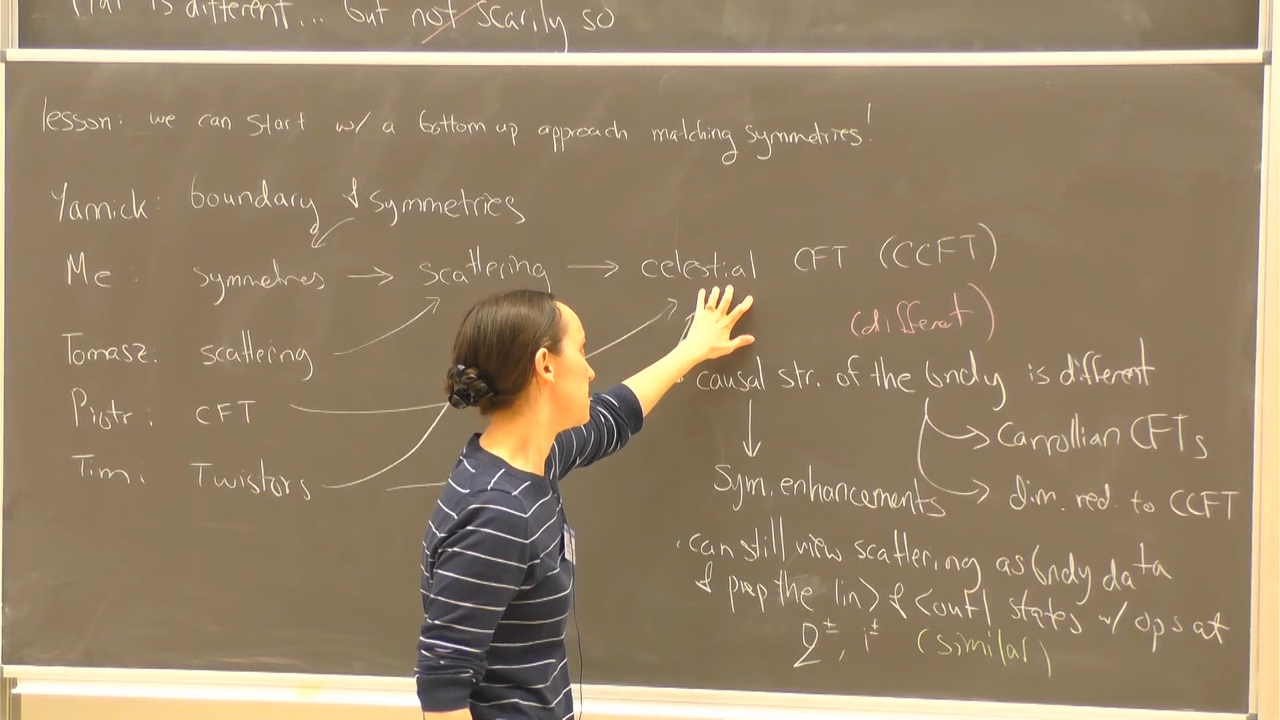 flat is different... but not scarily so
lesson: we can start w/ a bottom up approach matching symmetries!
Yannick: boundary & symmetries
Me: symmetries → scattering → celestial CFT (CCFT)
(different)
Tomasz: scattering
Piotr: CFT
Tim: Twistors
· causal str. of the bndy is different
→ Carrollian CFTs
Sym. enhancements
→ dim. red. to CCFT
· can still view scattering as bndy data
& prep the |in> & <out| states w/ ops at
I±, i± (similar)